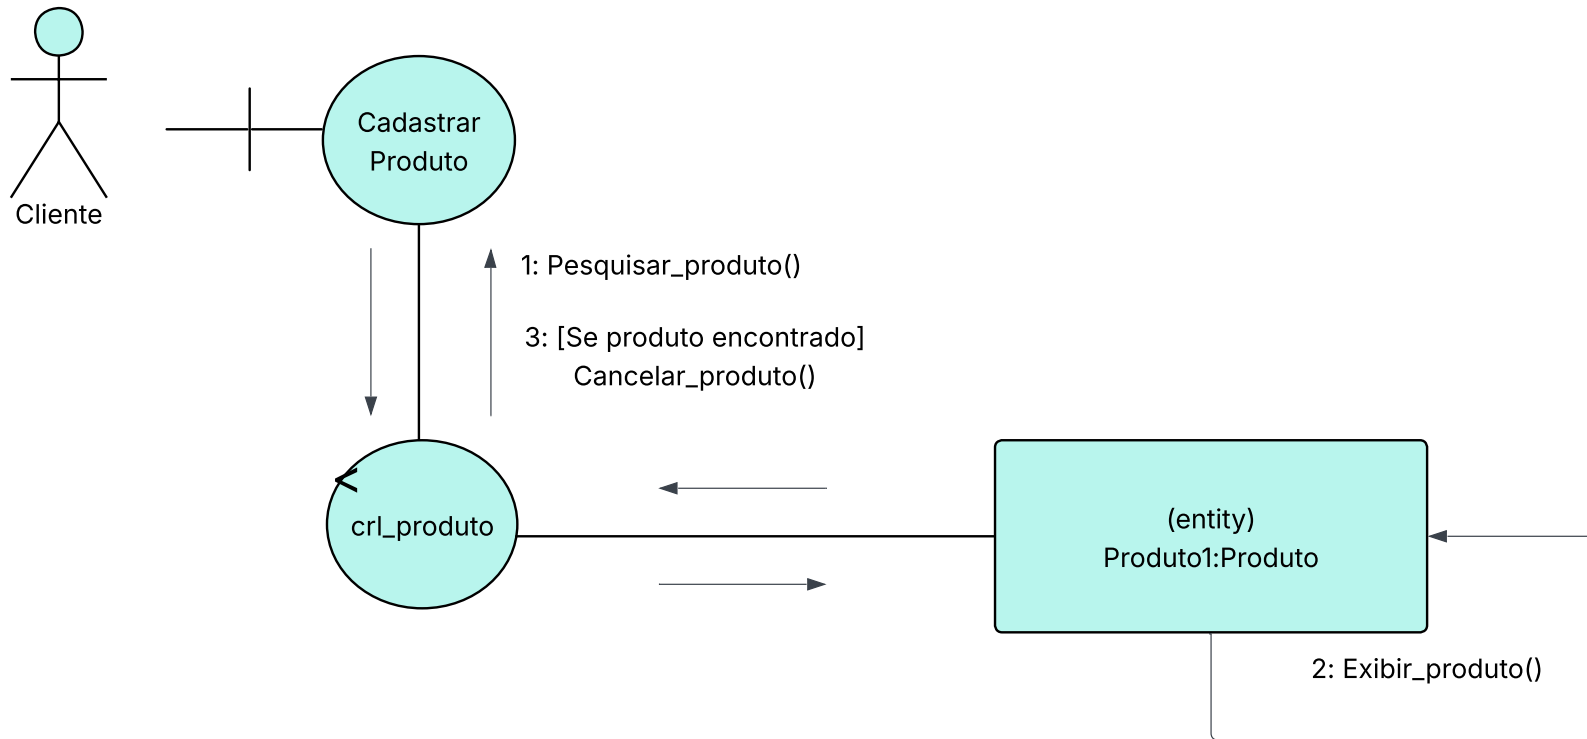 Cadastrar
Produto
Cliente
1: Pesquisar_produto()
3: [Se produto encontrado]
Cancelar_produto()
crl_produto
(entity)
Produto1:Produto
2: Exibir_produto()